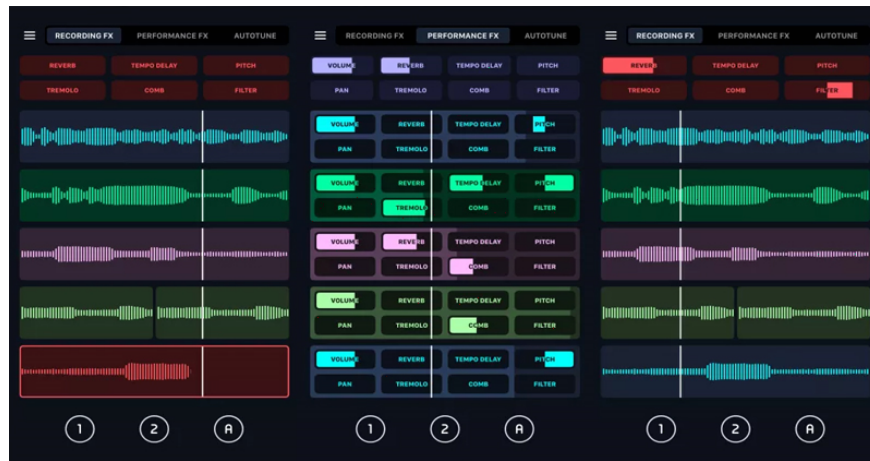 RECORDING FX PERFORMANCE FX AUTOTUNE
REVERB TEMPO DELAY PITCH
TREMOLO COMB FILTER
1 2 A
RECORDING FX PERFORMANCE FX AUTOTUNE
VOLUME REVERB TEMPO DELAY PITCH
PAN TREMOLO COMB FILTER
VOLUME REVERB TEMPO DELAY PITCH
PAN TREMOLO COMB FILTER
VOLUME REVERB TEMPO DELAY PITCH
PAN TREMOLO COMB FILTER
VOLUME REVERB TEMPO DELAY PITCH
PAN TREMOLO COMB FILTER
VOLUME REVERB TEMPO DELAY PITCH
PAN TREMOLO COMB FILTER
VOLUME REVERB TEMPO DELAY PITCH
PAN TREMOLO COMB FILTER
1 2 A
RECORDING FX PERFORMANCE FX AUTOTUNE
REVERB TEMPO DELAY PITCH
TREMOLO COMB FILTER
1 2 A